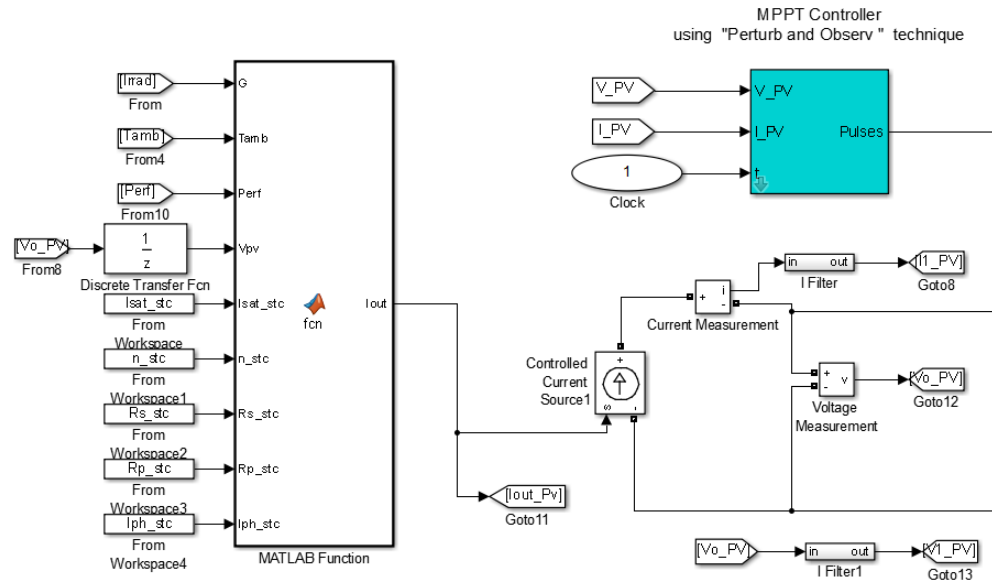 MPPT Controller
using "Perturb and Observ " technique
[Irrad]
From
G
[Tamb]
From4
Tamb
[Perf]
From10
Perf
[Vo_PV]
From8
1
z
Discrete Transfer Fcn
Vpv
Isat_stc
From
Workspace
Isat_stc
n_stc
From
Workspace1
n_stc
Rs_stc
From
Workspace2
Rs_stc
Rp_stc
From
Workspace3
Rp_stc
Iph_stc
From
Workspace4
Iph_stc
fcn
Iout
MATLAB Function
V_PV
V_PV
I_PV
I_PV
Pulses
1
Clock
t
in
out
I Filter
[I1_PV]
Goto8
+
i
-
Current Measurement
Controlled
Current
Source1
+
s
-
+
-
v
Voltage
Measurement
[Vo_PV]
Goto12
[Iout_Pv]
Goto11
[Vo_PV]
in
out
I Filter1
[V1_PV]
Goto13